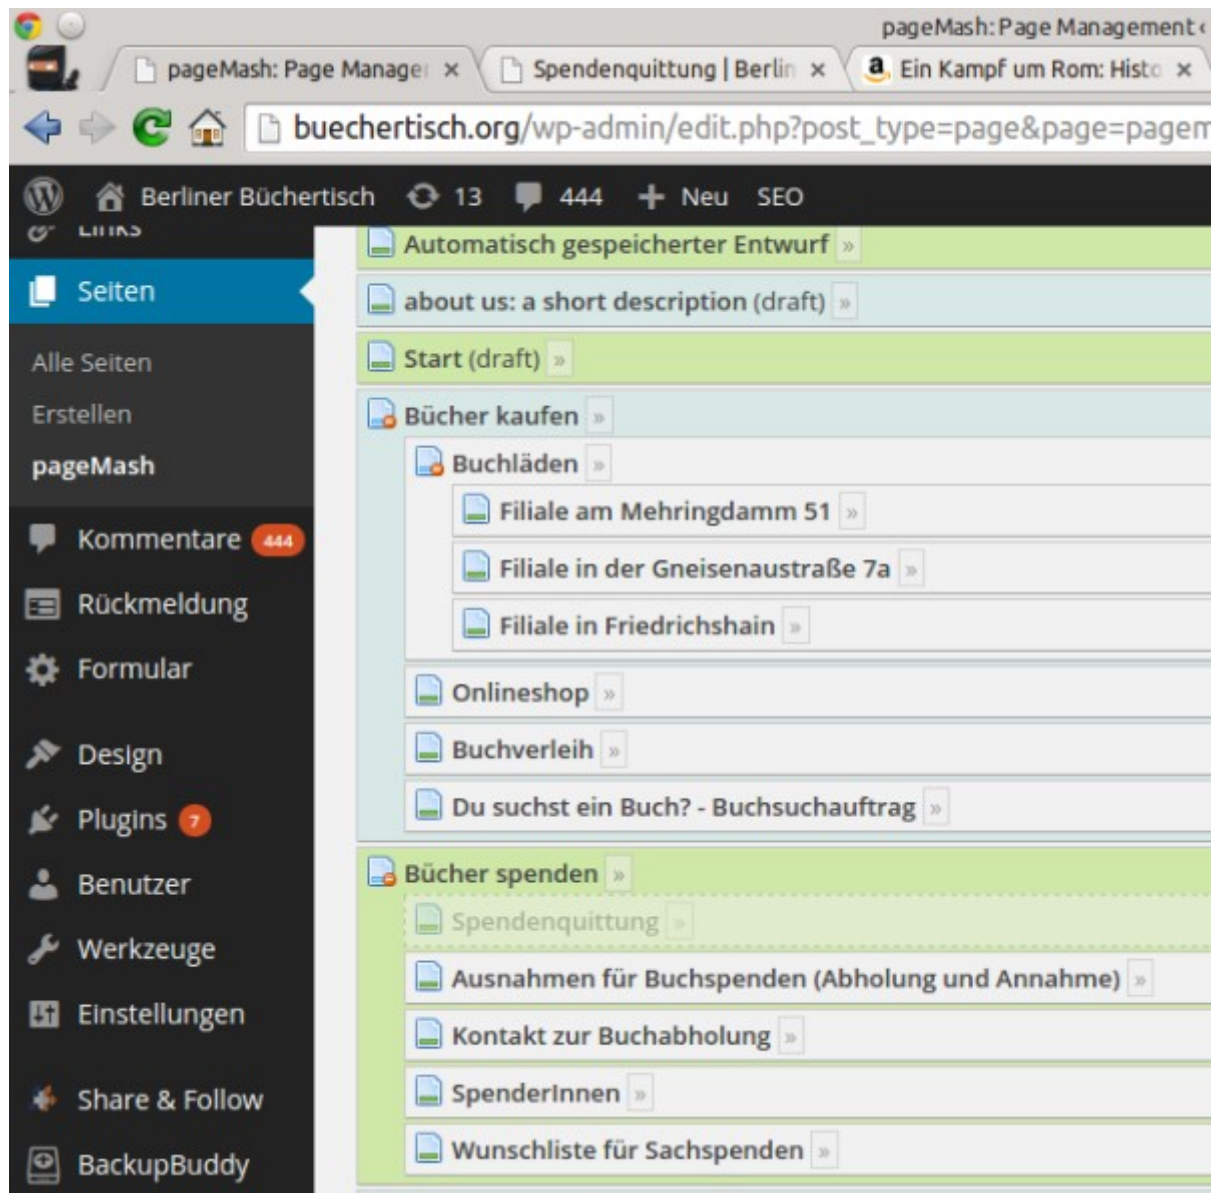 pageMash: Page Management ‹
pageMash: Page Manager × Spendenquittung | Berlin × Ein Kampf um Rom: Histo ×
buechertisch.org/wp-admin/edit.php?post_type=page&page=pagem
Berliner Büchertisch 13 444 + Neu SEO
Links
Seiten
Alle Seiten
Erstellen
pageMash
Kommentare 444
Rückmeldung
Formular
Design
Plugins 7
Benutzer
Werkzeuge
Einstellungen
Share & Follow
BackupBuddy
Automatisch gespeicherter Entwurf »
about us: a short description (draft) »
Start (draft) »
Bücher kaufen »
Buchläden »
Filiale am Mehringdamm 51 »
Filiale in der Gneisenaustraße 7a »
Filiale in Friedrichshain »
Onlineshop »
Buchverleih »
Du suchst ein Buch? - Buchsuchauftrag »
Bücher spenden »
Spendenquittung »
Ausnahmen für Buchspenden (Abholung und Annahme) »
Kontakt zur Buchabholung »
SpenderInnen »
Wunschliste für Sachspenden »